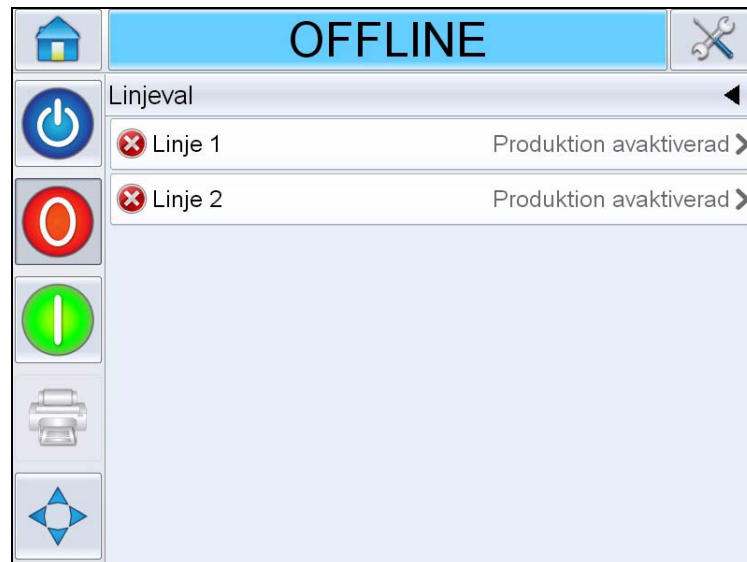 OFFLINE
Linjeval
Linje 1 Produktion avaktiverad
Linje 2 Produktion avaktiverad